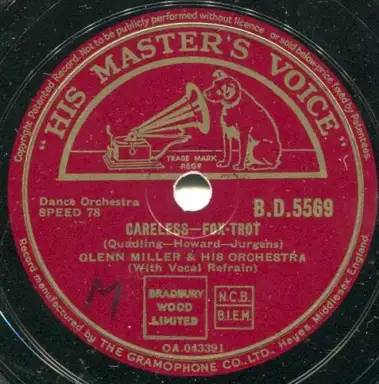 Copyright Patented Record. Not to be publicly performed without licence or sold below price fixed by Patentees.
"HIS MASTER'S VOICE"
TRADE MARK
REGD
Dance Orchestra
SPEED 78
B.D.5569
CARELESS—FOX-TROT
(Quadling—Howard—Jurgens)
GLENN MILLER & HIS ORCHESTRA
(With Vocal Refrain)
M
BRADBURY
WOOD
LIMITED
N.C.B.
B.I.E.M.
OA 043391
Record manufactured by THE GRAMOPHONE CO., LTD., Hayes, Middlesex, England.